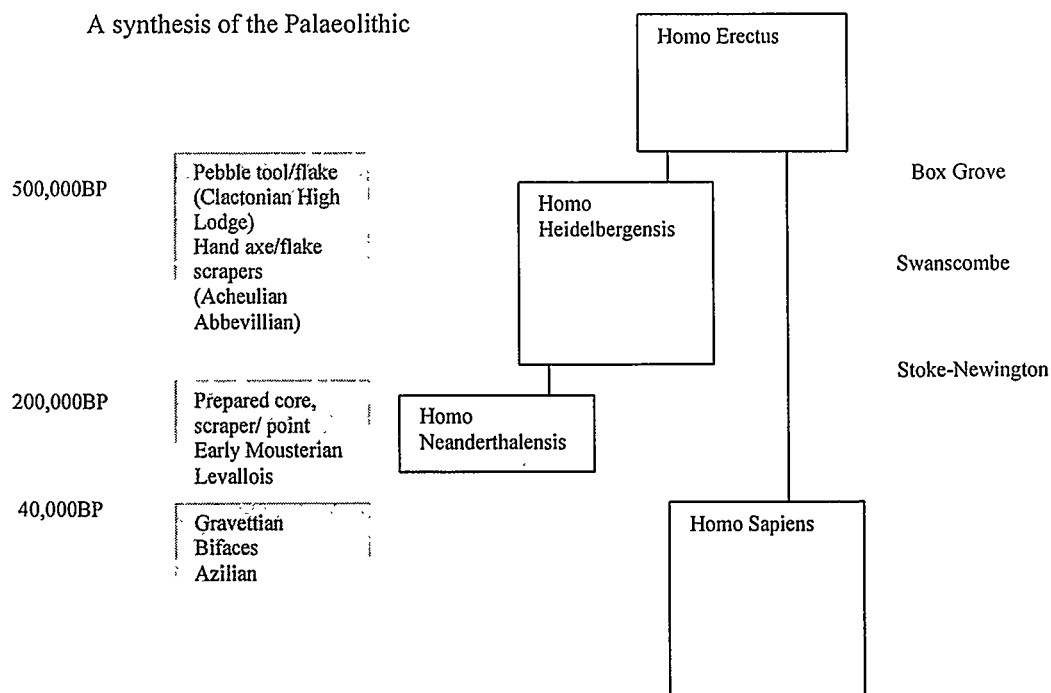 A synthesis of the Palaeolithic
Homo Erectus
500,000BP
Pebble tool/flake
(Clactonian High
Lodge)
Hand axe/flake
scrapers
(Acheulian
Abbevillian)
Homo
Heidelbergensis
Box Grove
Swanscombe
Stoke-Newington
200,000BP
Prepared core,
scraper/ point
Early Mousterian
Levallois
Homo
Neanderthalensis
40,000BP
Gravettian
Bifaces
Azilian
Homo Sapiens